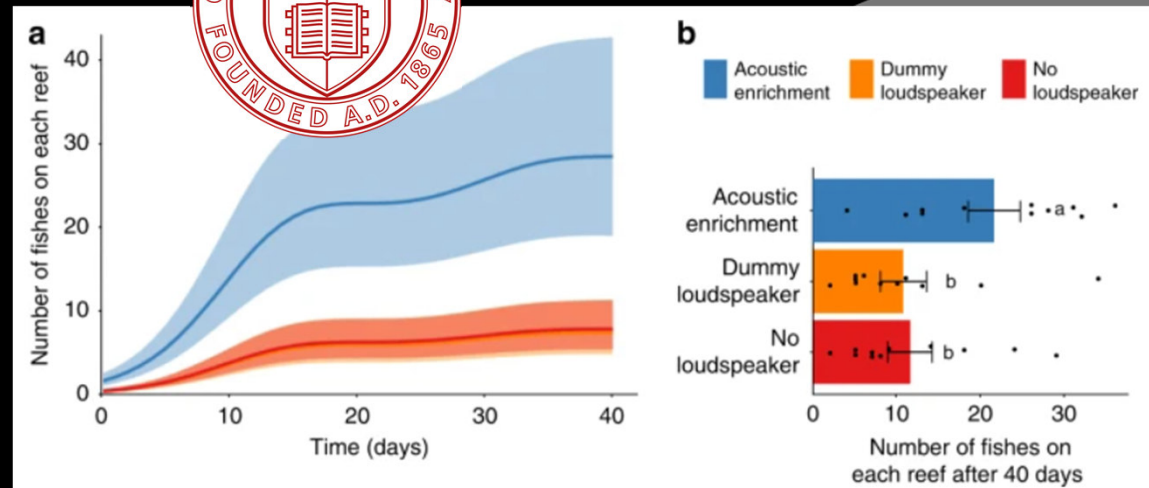 a
FOUNDED A.D. 1865
Number of fishes on each reef
40
30
20
10
0
0 10 20 30 40
Time (days)
b
Acoustic
enrichment
Dummy
loudspeaker
No
loudspeaker
Acoustic
enrichment
a
Dummy
loudspeaker
b
No
loudspeaker
b
0 10 20 30
Number of fishes on
each reef after 40 days